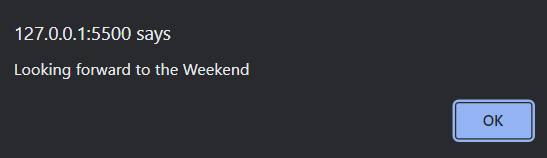 127.0.0.1:5500 says
Looking forward to the Weekend
OK